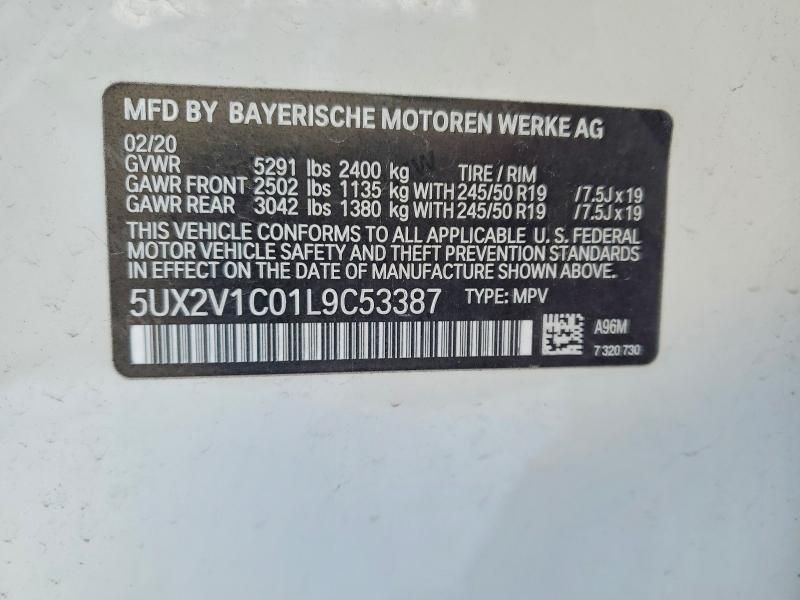 MFD BY BAYERISCHE MOTOREN WERKE AG
02/20
GVWR 5291 lbs 2400 kg TIRE / RIM
GAWR FRONT 2502 lbs 1135 kg WITH 245/50 R19 /7.5J x 19
GAWR REAR 3042 lbs 1380 kg WITH 245/50 R19 /7.5J x 19
THIS VEHICLE CONFORMS TO ALL APPLICABLE U. S. FEDERAL
MOTOR VEHICLE SAFETY AND THEFT PREVENTION STANDARDS
IN EFFECT ON THE DATE OF MANUFACTURE SHOWN ABOVE.
5UX2V1C01L9C53387 TYPE: MPV
A96M
7 320 730